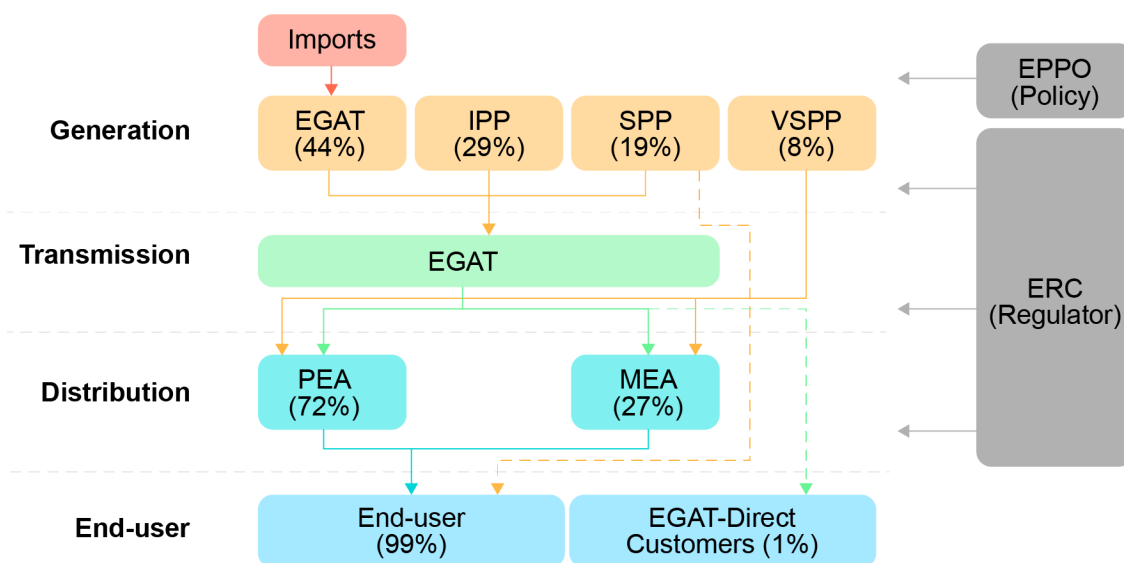 Imports
EPPO
(Policy)
Generation
EGAT
(44%)
IPP
(29%)
SPP
(19%)
VSPP
(8%)
Transmission
EGAT
ERC
(Regulator)
Distribution
PEA
(72%)
MEA
(27%)
End-user
End-user
(99%)
EGAT-Direct
Customers (1%)